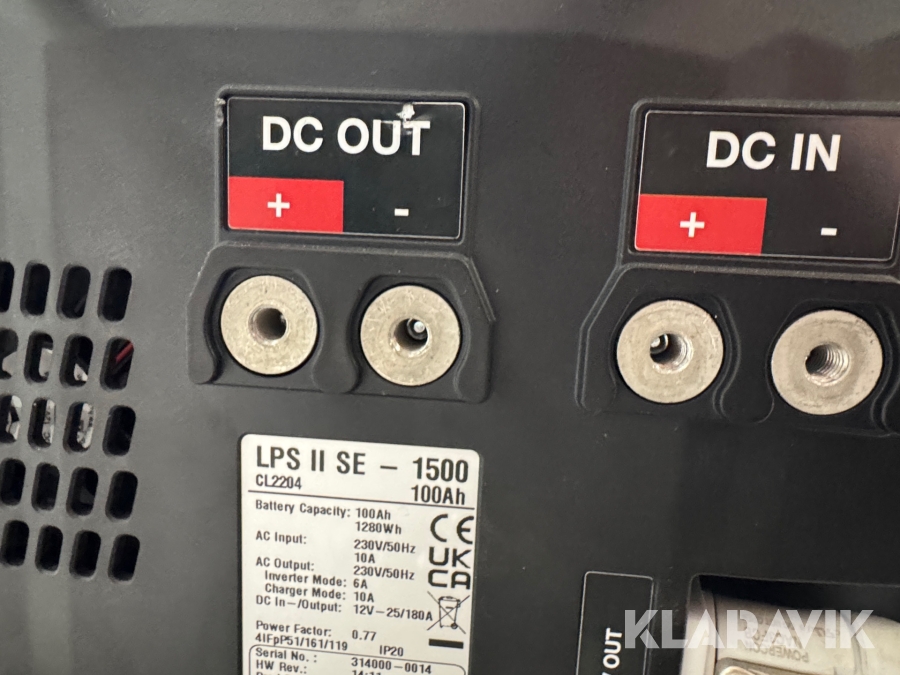 DC OUT
+ -
DC IN
+ -
LPS II SE – 1500
CL2204 100Ah
Battery Capacity: 100Ah
1280Wh
AC Input: 230V/50Hz
10A
AC Output: 230V/50Hz
Inverter Mode: 6A
Charger Mode: 10A
DC In-/Output: 12V–25/180A
Power Factor: 0.77
4IFpP51/161/119 IP20
Serial No.: 314000-0014
HW Rev.:
CE
UK
CA
OUT
KLARAVIK